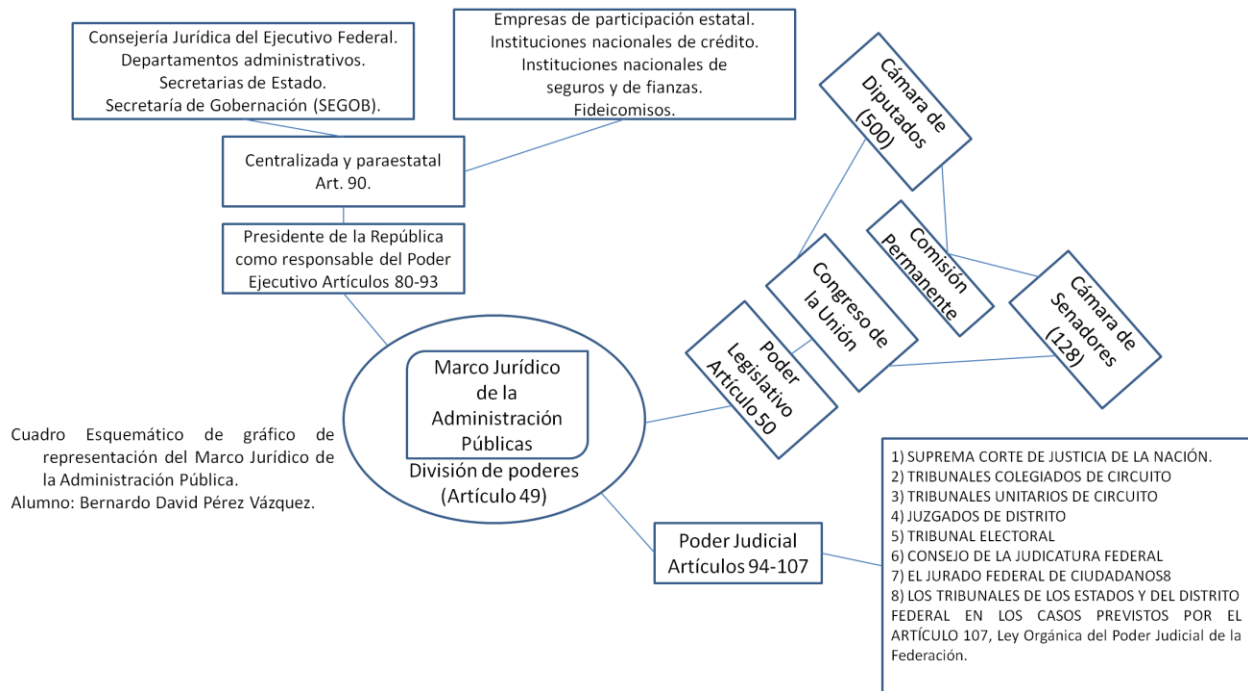 Consejería Jurídica del Ejecutivo Federal.
Departamentos administrativos.
Secretarias de Estado.
Secretaría de Gobernación (SEGOB).
Empresas de participación estatal.
Instituciones nacionales de crédito.
Instituciones nacionales de
seguros y de fianzas.
Fideicomisos.
Centralizada y paraestatal
Art. 90.
Presidente de la República
como responsable del Poder
Ejecutivo Artículos 80-93
Cámara de
Diputados
(500)
Comisión
Permanente
Cámara de
Senadores
(128)
Congreso de
la Unión
Poder
Legislativo
Artículo 50
Marco Jurídico
de la
Administración
Públicas
División de poderes
(Artículo 49)
Cuadro Esquemático de gráfico de
representación del Marco Jurídico de
la Administración Pública.
Alumno: Bernardo David Pérez Vázquez.
Poder Judicial
Artículos 94-107
1) SUPREMA CORTE DE JUSTICIA DE LA NACIÓN.
2) TRIBUNALES COLEGIADOS DE CIRCUITO
3) TRIBUNALES UNITARIOS DE CIRCUITO
4) JUZGADOS DE DISTRITO
5) TRIBUNAL ELECTORAL
6) CONSEJO DE LA JUDICATURA FEDERAL
7) EL JURADO FEDERAL DE CIUDADANOS8
8) LOS TRIBUNALES DE LOS ESTADOS Y DEL DISTRITO
FEDERAL EN LOS CASOS PREVISTOS POR EL
ARTÍCULO 107, Ley Orgánica del Poder Judicial de la
Federación.